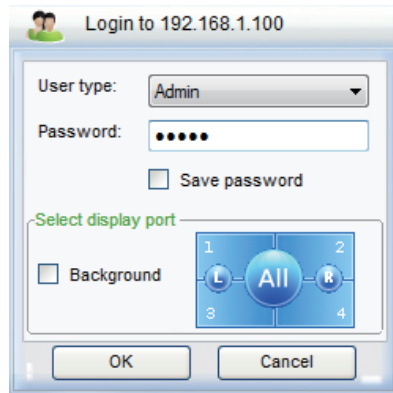 Login to 192.168.1.100
User type: Admin
Password: •••••
Save password
Select display port
Background
1 2
L All R
3 4
OK Cancel